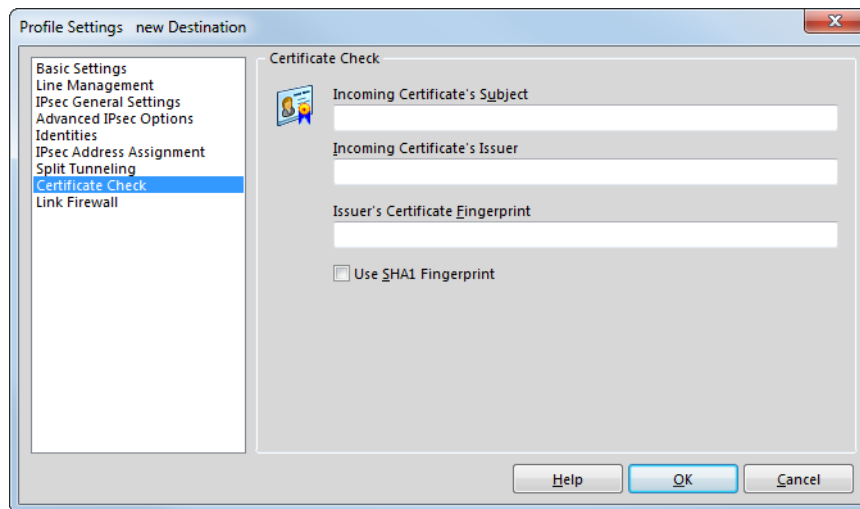 Profile Settings new Destination
Basic Settings
Line Management
IPsec General Settings
Advanced IPsec Options
Identities
IPsec Address Assignment
Split Tunneling
Certificate Check
Link Firewall
Certificate Check
Incoming Certificate's Subject
Incoming Certificate's Issuer
Issuer's Certificate Fingerprint
Use SHA1 Fingerprint
Help OK Cancel